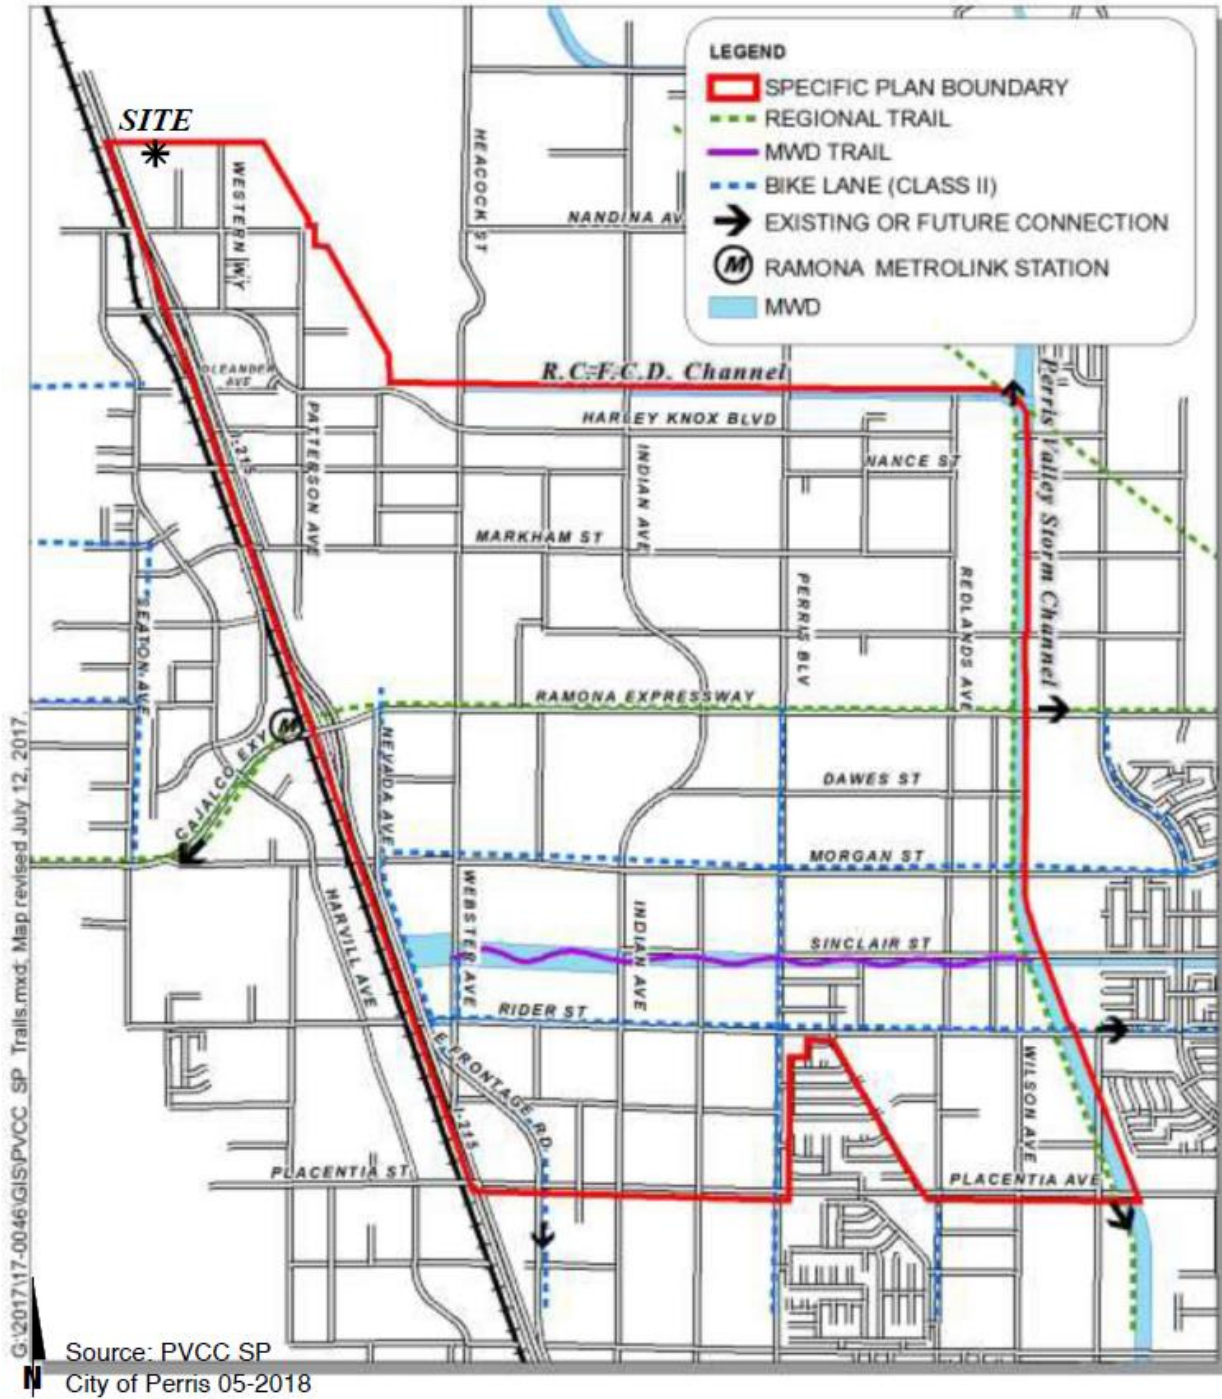 LEGEND
SPECIFIC PLAN BOUNDARY
REGIONAL TRAIL
MWD TRAIL
BIKE LANE (CLASS II)
EXISTING OR FUTURE CONNECTION
M
RAMONA METROLINK STATION
MWD
SITE
WESTERN WY
HEACOCK ST
NANDINA AV
OLEANDER
AVE
R.C.F.C.D. Channel
HARLEY KNOX BLVD
Perris Valley Storm Channel
PATTERSON AVE
I-215
INDIAN AVE
NANCE ST
MARKHAM ST
SEATON AVE
PERRIS BLV
REDLANDS AVE
RAMONA EXPRESSWAY
M
CAJALCO EXY
NEVADA AVE
DAWES ST
MORGAN ST
HARVILL AVE
WEBSTER AVE
INDIAN AVE
SINCLAIR ST
RIDER ST
E FRONTAGE RD
WILSON AVE
I-215
PLACENTIA ST
PLACENTIA AVE
G:\2017\17-0046\GIS\PVCC_SP_Trails.mxd; Map revised July 12, 2017.
N
Source: PVCC SP
City of Perris 05-2018